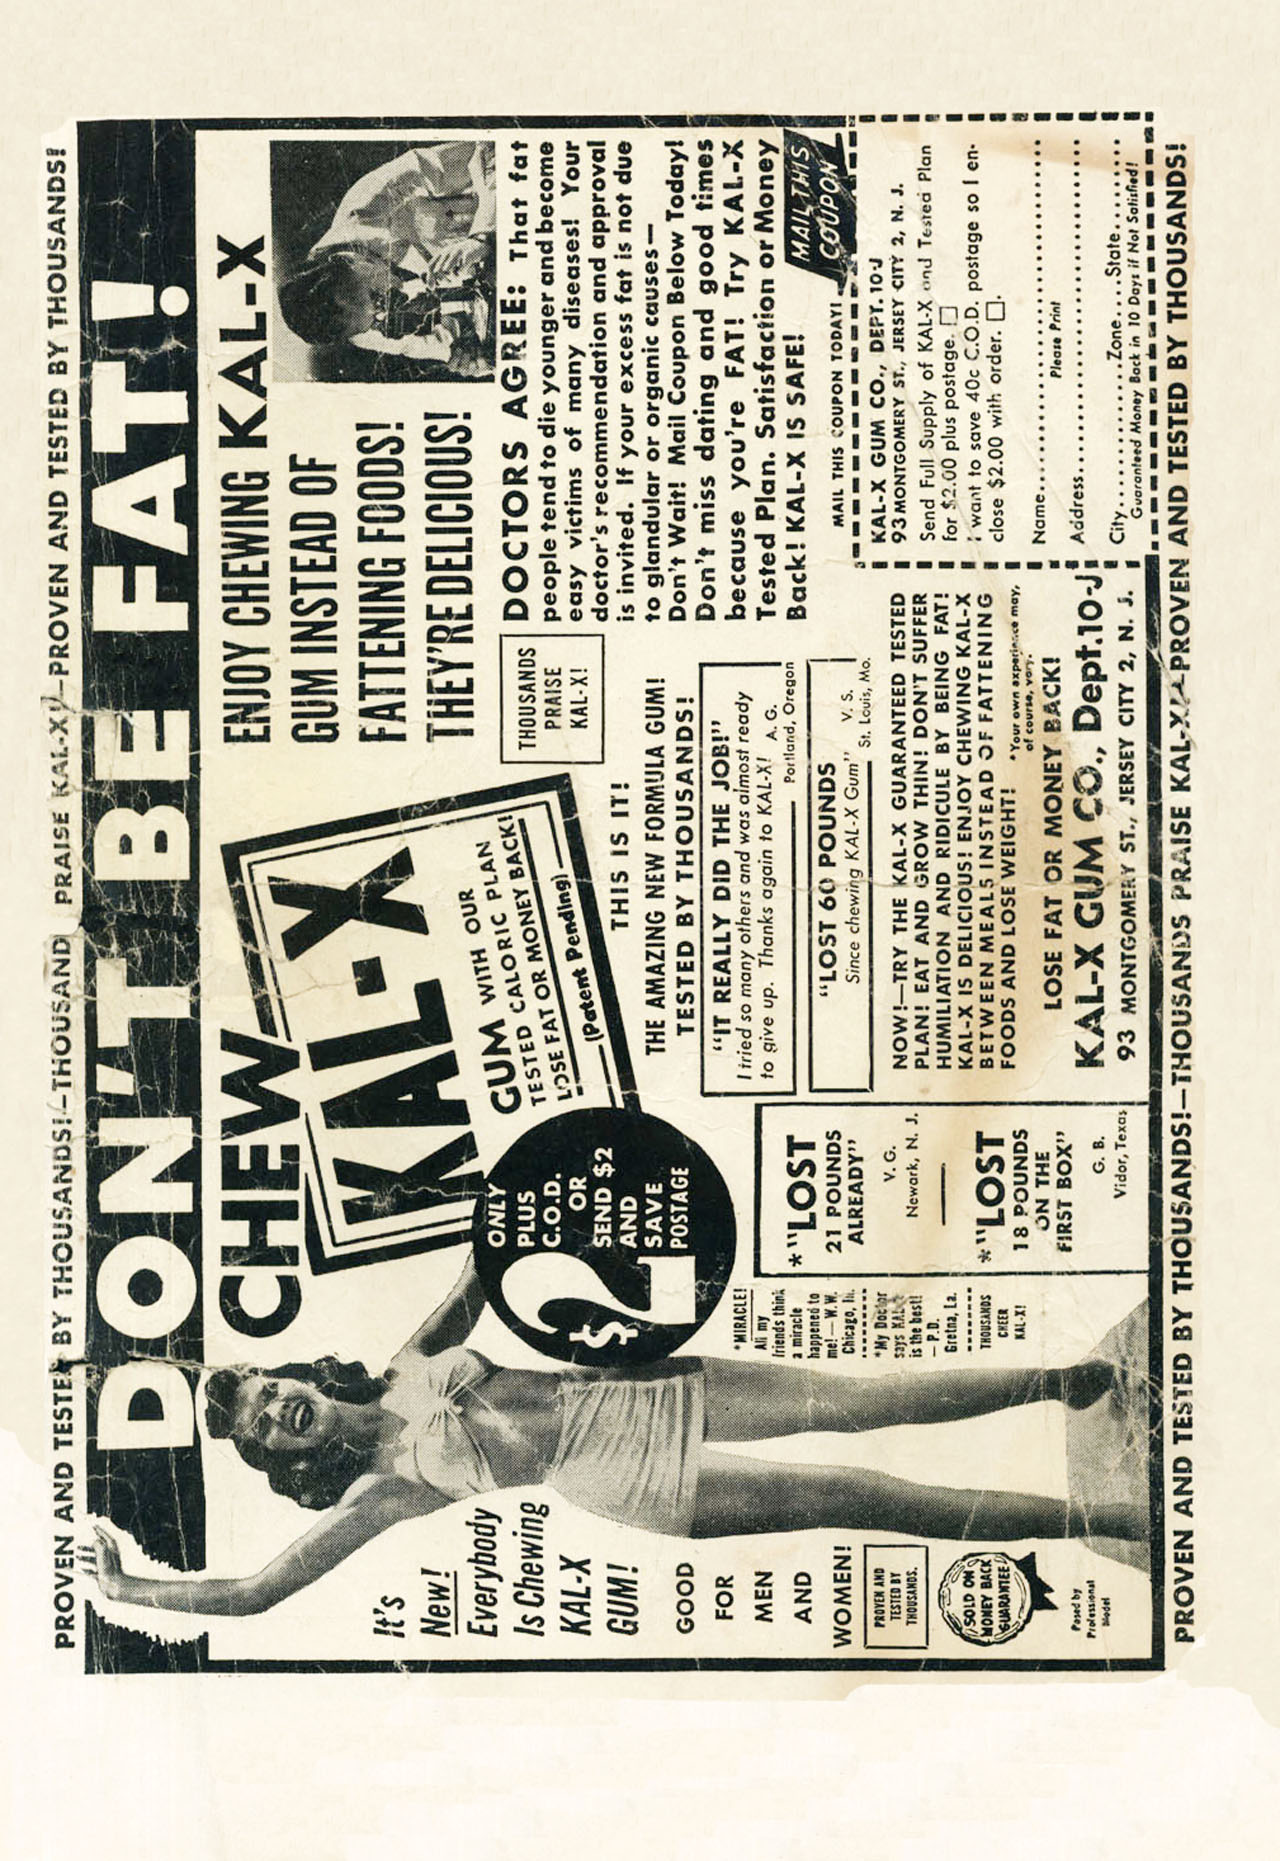 PROVEN AND TESTED BY THOUSANDS!—THOUSAND PRAISE KAL-X!—PROVEN AND TESTED BY THOUSANDS!
DON'T BE FAT!
CHEW
KAL-X
GUM WITH OUR
TESTED CALORIC PLAN
LOSE FAT OR MONEY BACK!
(Patent Pending)
ENJOY CHEWING KAL-X
GUM INSTEAD OF
FATTENING FOODS!
THEY'RE DELICIOUS!
It's
New!
Everybody
Is Chewing
KAL-X
GUM!
GOOD
FOR
MEN
AND
WOMEN!
PROVEN AND
TESTED BY
THOUSANDS.
SOLD ON
MONEY BACK
GUARANTEE
Posed by
Professional
Model
ONLY
$2
PLUS
C.O.D.
OR
SEND $2
AND
SAVE
POSTAGE
*MIRACLE!
All my
friends think
a miracle
happened to
me! — W.W.
Chicago, Ill.
*My Doctor
says KAL-X
is the best!
— P.D.
Gretna, La.
THOUSANDS
CHEER
KAL-X!
*"LOST
21 POUNDS
ALREADY"
V. G.
Newark, N. J.
*"LOST
18 POUNDS
ON THE
FIRST BOX"
G. B.
Vidor, Texas
THIS IS IT!
THE AMAZING NEW FORMULA GUM!
TESTED BY THOUSANDS!
THOUSANDS
PRAISE
KAL-X!
"IT REALLY DID THE JOB!"
I tried so many others and was almost ready
to give up. Thanks again to KAL-X! A. G.
Portland, Oregon
"LOST 60 POUNDS
Since chewing KAL-X Gum" V. S.
St. Louis, Mo.
NOW!—TRY THE KAL-X GUARANTEED TESTED
PLAN! EAT AND GROW THIN! DON'T SUFFER
HUMILIATION AND RIDICULE BY BEING FAT!
KAL-X IS DELICIOUS! ENJOY CHEWING KAL-X
BETWEEN MEALS INSTEAD OF FATTENING
FOODS AND LOSE WEIGHT!
*Your own experience may,
of course, vary.
LOSE FAT OR MONEY BACK!
KAL-X GUM CO., Dept.10-J
93 MONTGOMERY ST., JERSEY CITY 2, N. J.
DOCTORS AGREE: That fat
people tend to die younger and become
easy victims of many diseases! Your
doctor's recommendation and approval
is invited. If your excess fat is not due
to glandular or organic causes—
Don't Wait! Mail Coupon Below Today!
Don't miss dating and good times
because you're FAT! Try KAL-X
Tested Plan. Satisfaction or Money
Back! KAL-X IS SAFE!
MAIL THIS
COUPON
MAIL THIS COUPON TODAY!
KAL-X GUM CO., DEPT. 10-J
93 MONTGOMERY ST., JERSEY CITY 2, N. J.
Send Full Supply of KAL-X and Tested Plan
for $2.00 plus postage. □
I want to save 40c C.O.D. postage so I en-
close $2.00 with order. □.
Name
Please Print
Address
City Zone State
Guaranteed Money Back in 10 Days if Not Satisfied!
PROVEN AND TESTED BY THOUSANDS!—THOUSANDS PRAISE KAL-X!—PROVEN AND TESTED BY THOUSANDS!